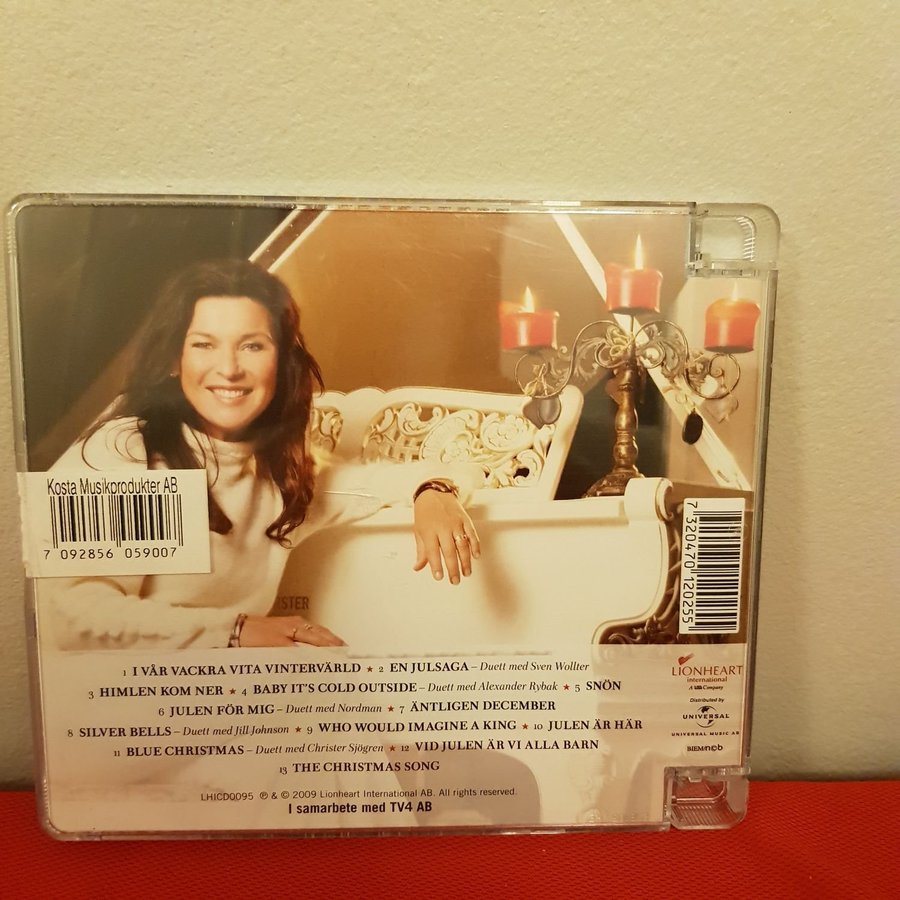 Kosta Musikprodukter AB
7 092856 059007
7 320470 120255
1 I VÅR VACKRA VITA VINTERVÄRLD ★ 2 EN JULSAGA – Duett med Sven Wollter
3 HIMLEN KOM NER ★ 4 BABY IT'S COLD OUTSIDE – Duett med Alexander Rybak ★ 5 SNÖN
6 JULEN FÖR MIG – Duett med Nordman ★ 7 ÄNTLIGEN DECEMBER
8 SILVER BELLS – Duett med Jill Johnson ★ 9 WHO WOULD IMAGINE A KING ★ 10 JULEN ÄR HÄR
11 BLUE CHRISTMAS – Duett med Christer Sjögren ★ 12 VID JULEN ÄR VI ALLA BARN
13 THE CHRISTMAS SONG
LIONHEART
international
Company
Distributed by
UNIVERSAL
UNIVERSAL MUSIC AB
BIEM/n©b
LHICD0095 ℗ & © 2009 Lionheart International AB. All rights reserved.
I samarbete med TV4 AB